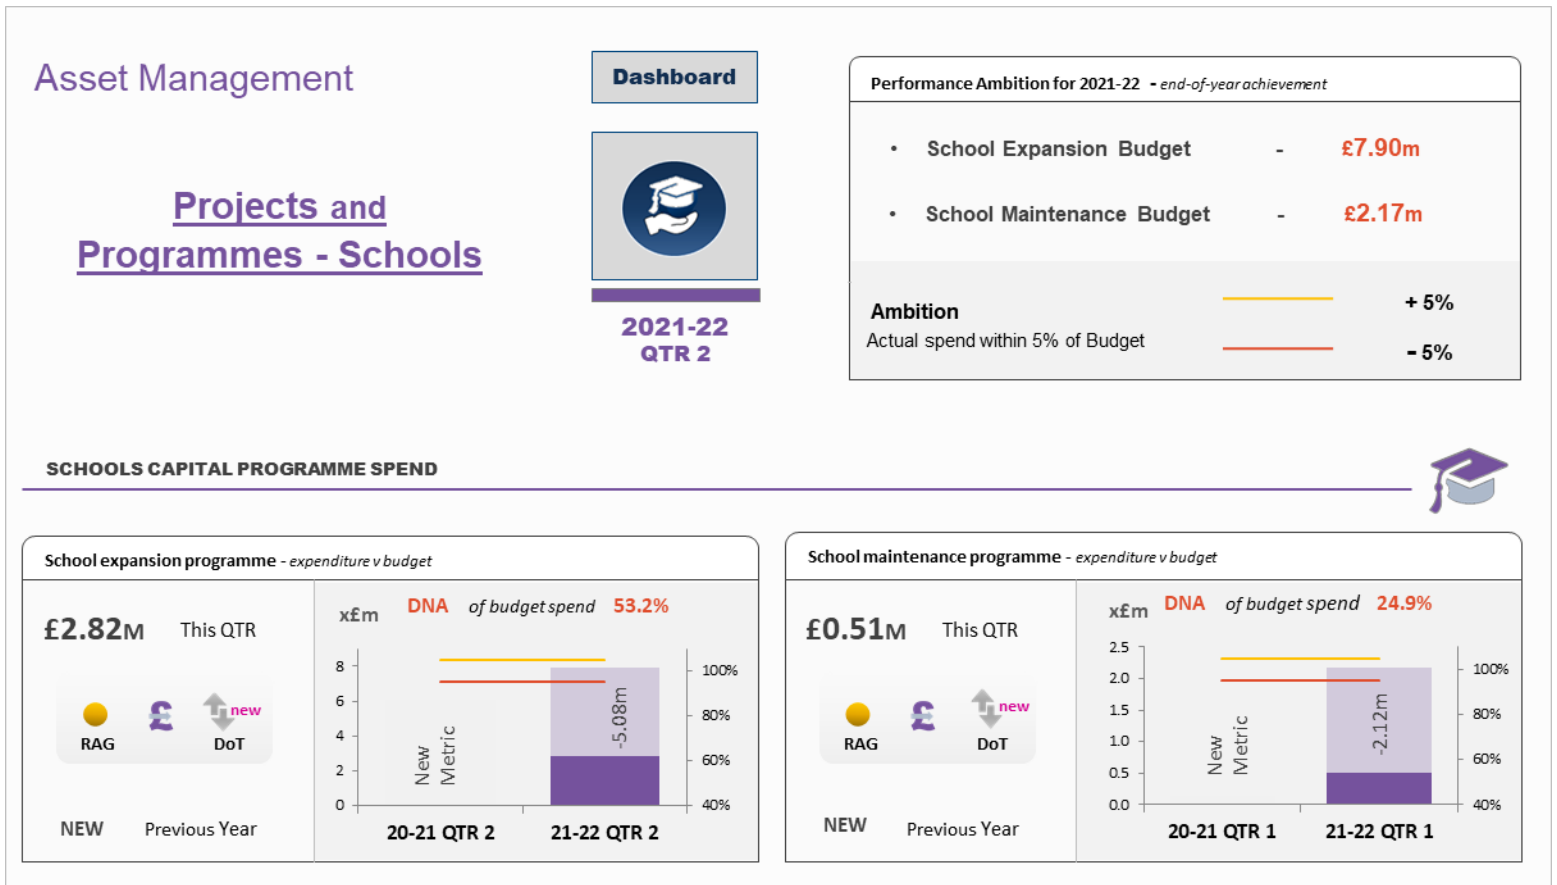 Asset Management
Projects and
Programmes - Schools
Dashboard
2021-22
QTR 2
Performance Ambition for 2021-22 - end-of-year achievement
• School Expansion Budget - £7.90m
• School Maintenance Budget - £2.17m
Ambition
Actual spend within 5% of Budget
+ 5%
- 5%
SCHOOLS CAPITAL PROGRAMME SPEND
School expansion programme - expenditure v budget
£2.82M This QTR
RAG
£
new
DoT
NEW Previous Year
x£m
DNA of budget spend 53.2%
8
6
4
2
0
New
Metric
-5.08m
100%
80%
60%
40%
20-21 QTR 2
21-22 QTR 2
School maintenance programme - expenditure v budget
£0.51M This QTR
RAG
£
new
DoT
NEW Previous Year
x£m
DNA of budget spend 24.9%
2.5
2.0
1.5
1.0
0.5
0.0
New
Metric
-2.12m
100%
80%
60%
40%
20-21 QTR 1
21-22 QTR 1